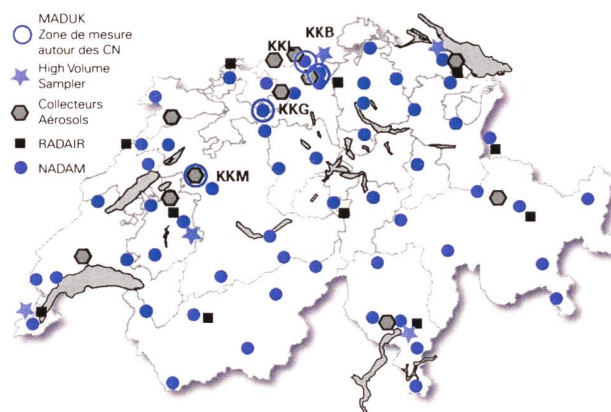 MADUK
Zone de mesure
autour des CN
High Volume
Sampler
Collecteurs
Aérosols
RADAIR
NADAM
KKB
KKL
KKG
KKM